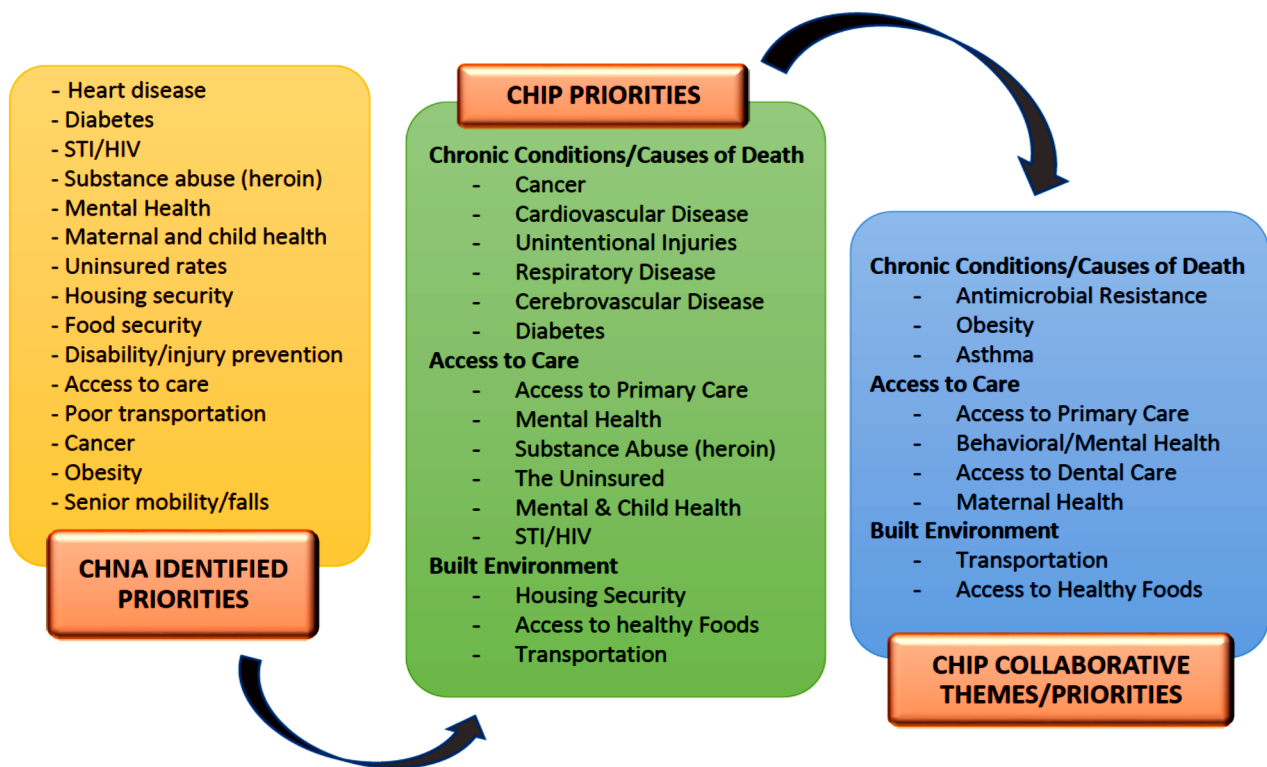 - Heart disease
- Diabetes
- STI/HIV
- Substance abuse (heroin)
- Mental Health
- Maternal and child health
- Uninsured rates
- Housing security
- Food security
- Disability/injury prevention
- Access to care
- Poor transportation
- Cancer
- Obesity
- Senior mobility/falls
CHNA IDENTIFIED
PRIORITIES
CHIP PRIORITIES
Chronic Conditions/Causes of Death
- Cancer
- Cardiovascular Disease
- Unintentional Injuries
- Respiratory Disease
- Cerebrovascular Disease
- Diabetes
Access to Care
- Access to Primary Care
- Mental Health
- Substance Abuse (heroin)
- The Uninsured
- Mental & Child Health
- STI/HIV
Built Environment
- Housing Security
- Access to healthy Foods
- Transportation
Chronic Conditions/Causes of Death
- Antimicrobial Resistance
- Obesity
- Asthma
Access to Care
- Access to Primary Care
- Behavioral/Mental Health
- Access to Dental Care
- Maternal Health
Built Environment
- Transportation
- Access to Healthy Foods
CHIP COLLABORATIVE
THEMES/PRIORITIES